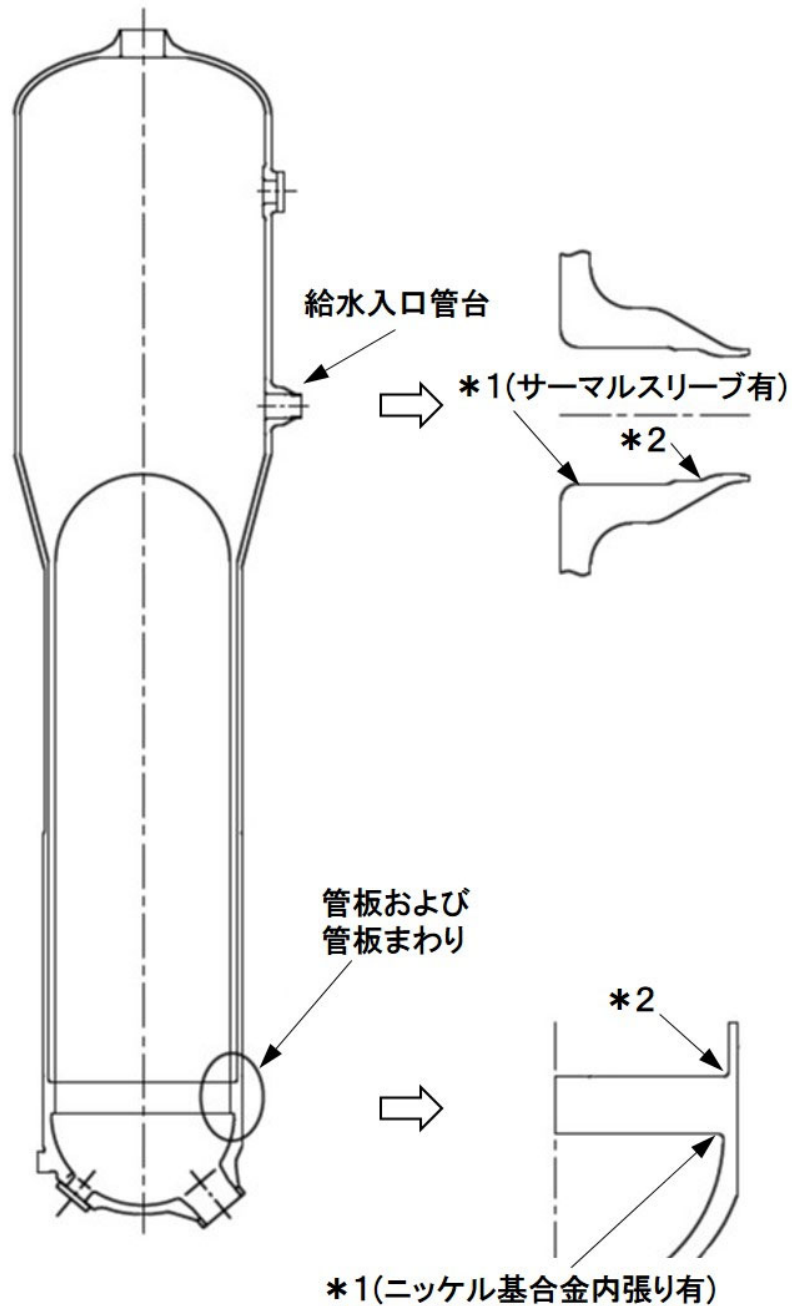 給水入口管台
*1(サーマルスリーブ有)
*2
管板および
管板まわり
*2
*1(ニッケル基合金内張り有)